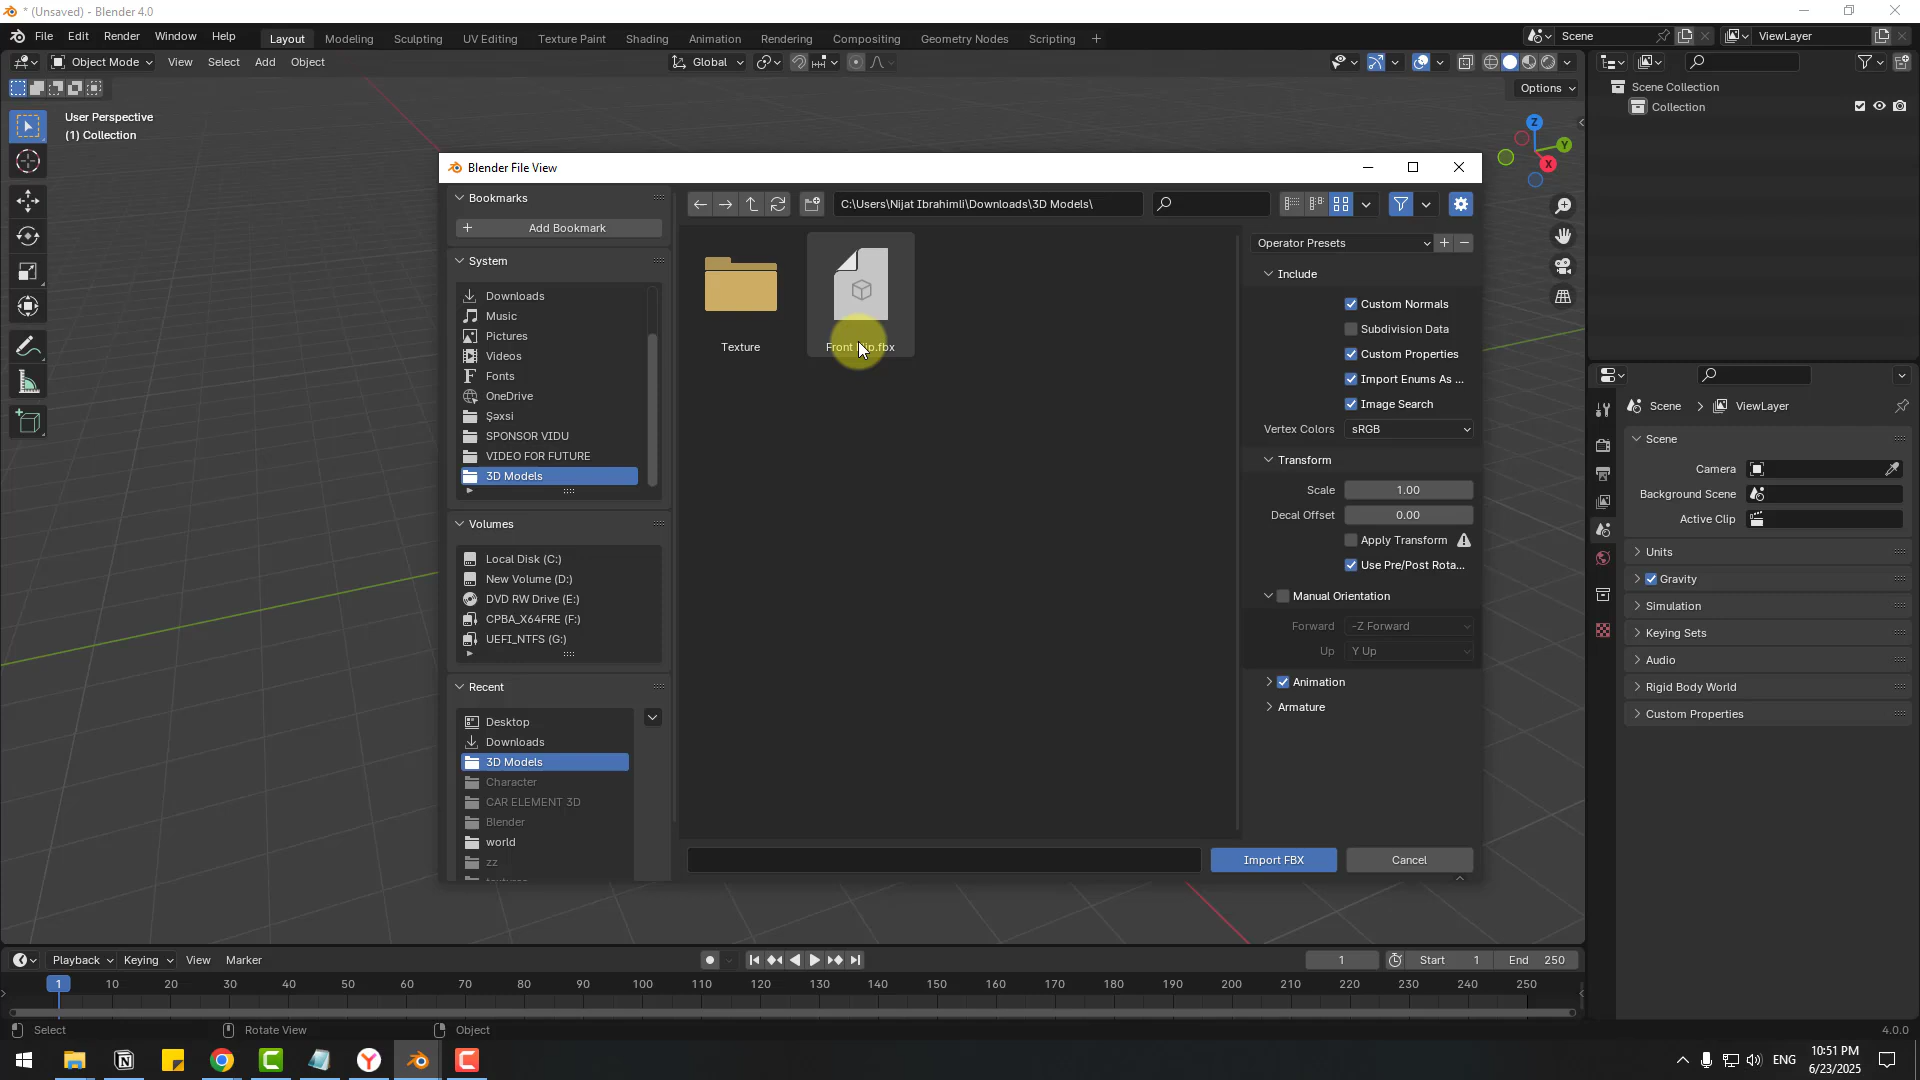 * (Unsaved) - Blender 4.0
File Edit Render Window Help Layout Modeling Sculpting UV Editing Texture Paint Shading Animation Rendering Compositing Geometry Nodes Scripting + Scene ViewLayer
Object Mode View Select Add Object Global
Options
User Perspective
(1) Collection
Scene Collection
Collection
Z
Y
X
Blender File View
Bookmarks
Add Bookmark
System
Downloads
Music
Pictures
Videos
Fonts
OneDrive
Şəxsi
SPONSOR VIDU
VIDEO FOR FUTURE
3D Models
Volumes
Local Disk (C:)
New Volume (D:)
DVD RW Drive (E:)
CPBA_X64FRE (F:)
UEFI_NTFS (G:)
Recent
Desktop
Downloads
3D Models
Character
CAR ELEMENT 3D
Blender
world
zz
C:\Users\Nijat Ibrahimli\Downloads\3D Models\
Texture
Front
Operator Presets
Include
Custom Normals
Subdivision Data
Custom Properties
Import Enums As ...
Image Search
Vertex Colors sRGB
Transform
Scale 1.00
Decal Offset 0.00
Apply Transform
Use Pre/Post Rota...
Manual Orientation
Forward -Z Forward
Up Y Up
Animation
Armature
Import FBX Cancel
Scene ViewLayer
Scene
Camera
Background Scene
Active Clip
Units
Gravity
Simulation
Keying Sets
Audio
Rigid Body World
Custom Properties
Playback Keying View Marker 1 Start 1 End 250
1 10 20 30 40 50 60 70 80 90 100 110 120 130 140 150 160 170 180 190 200 210 220 230 240 250
Select Rotate View Object 4.0.0
ENG
10:51 PM
6/23/2025